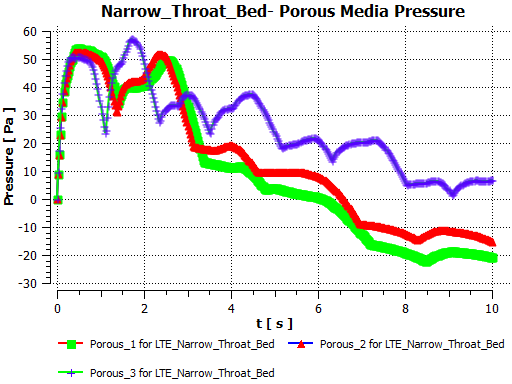 Narrow_Throat_Bed- Porous Media Pressure
Pressure [ Pa ]
60
50
40
30
20
10
0
-10
-20
-30
0 2 4 6 8 10
t [ s ]
Porous_1 for LTE_Narrow_Throat_Bed Porous_2 for LTE_Narrow_Throat_Bed
Porous_3 for LTE_Narrow_Throat_Bed